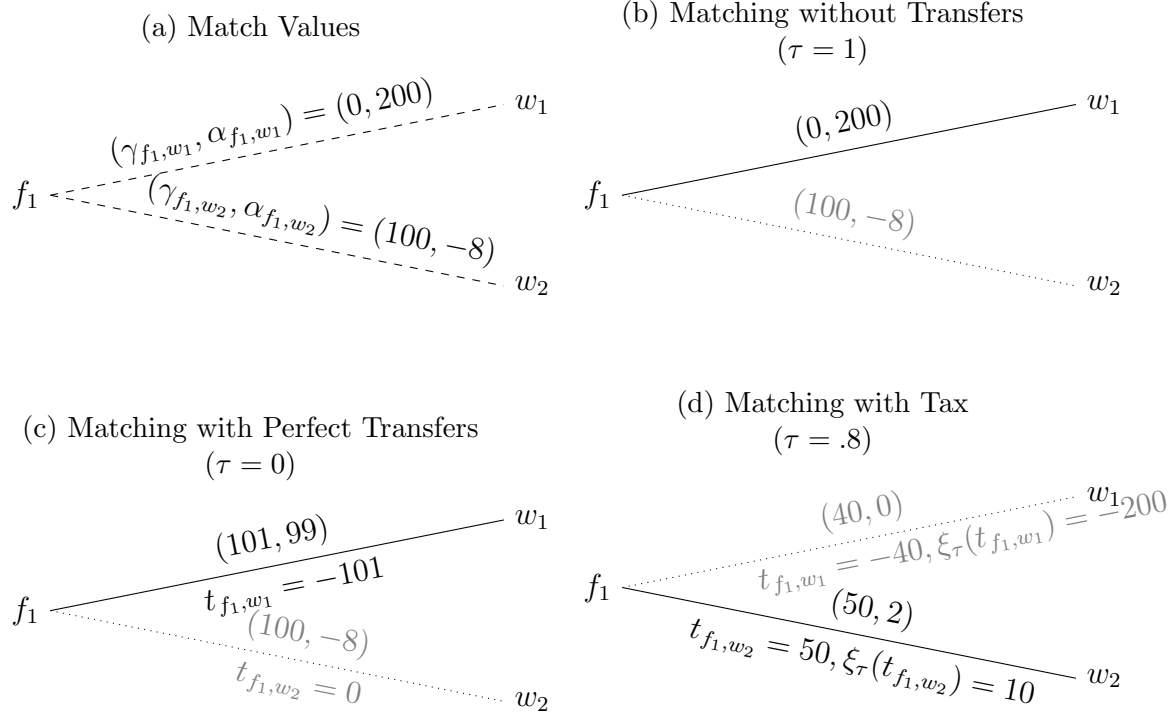 (a) Match Values
w₁
(γ_{f₁,w₁}, α_{f₁,w₁}) = (0, 200)
f₁
(γ_{f₁,w₂}, α_{f₁,w₂}) = (100, −8)
w₂
(b) Matching without Transfers
(τ = 1)
w₁
(0, 200)
f₁
(100, −8)
w₂
(c) Matching with Perfect Transfers
(τ = 0)
w₁
(101, 99)
t_{f₁,w₁} = −101
f₁
(100, −8)
t_{f₁,w₂} = 0
w₂
(d) Matching with Tax
(τ = .8)
w₁
(40, 0)
t_{f₁,w₁} = −40, ξ_τ(t_{f₁,w₁}) = −200
f₁
(50, 2)
t_{f₁,w₂} = 50, ξ_τ(t_{f₁,w₂}) = 10
w₂